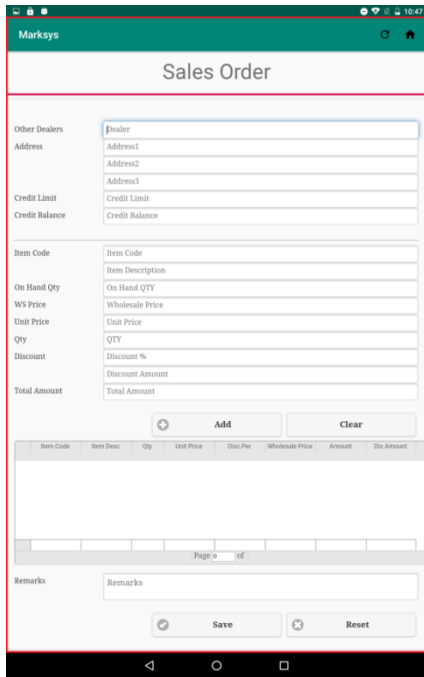 10:47
Marksys
Sales Order
Other Dealers Dealer
Address Address1
Address2
Address3
Credit Limit Credit Limit
Credit Balance Credit Balance
Item Code Item Code
Item Description
On Hand Qty On Hand QTY
WS Price Wholesale Price
Unit Price Unit Price
Qty QTY
Discount Discount %
Discount Amount
Total Amount Total Amount
Add Clear
Item Code Item Desc Qty Unit Price Disc.Per Wholesale Price Amount Dis Amount
Page 0 of
Remarks Remarks
Save Reset